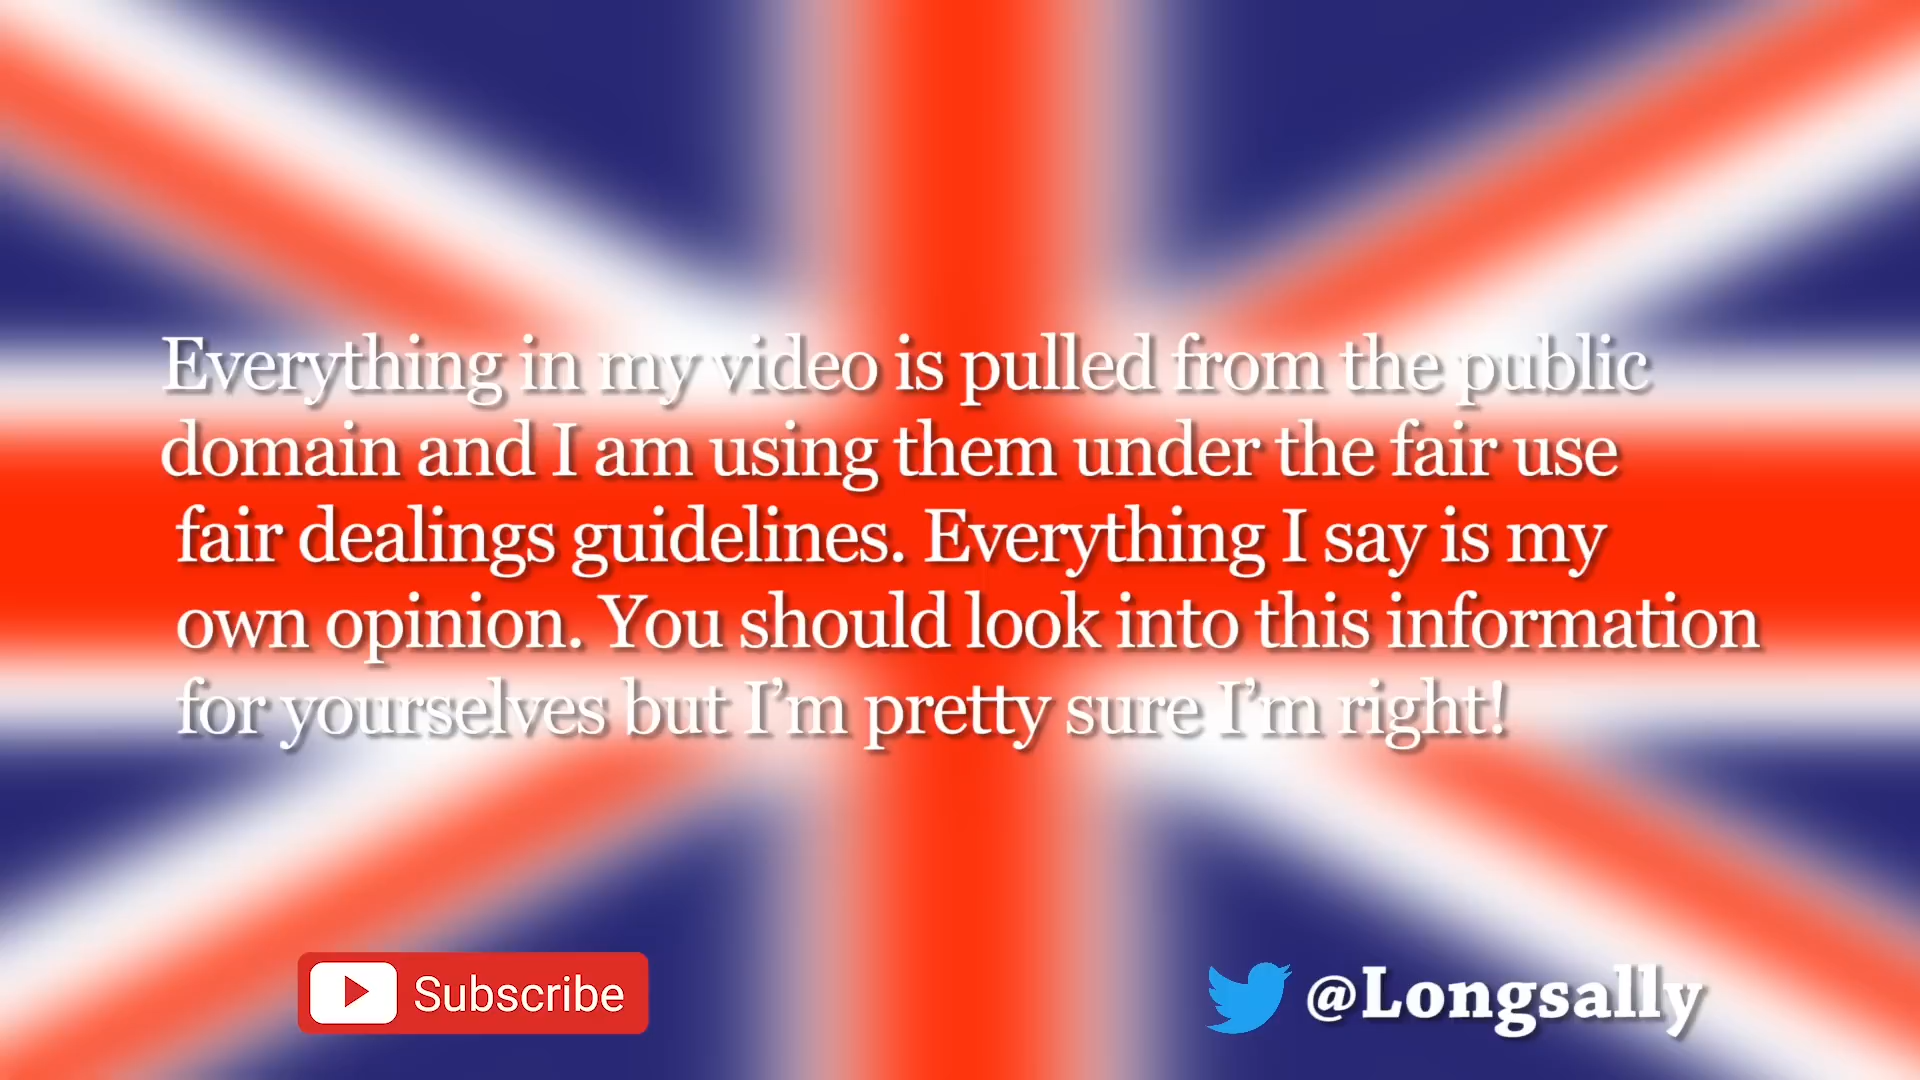 Everything in my video is pulled from the public
domain and I am using them under the fair use
fair dealings guidelines. Everything I say is my
own opinion. You should look into this information
for yourselves but I’m pretty sure I’m right!
Subscribe
@Longsally